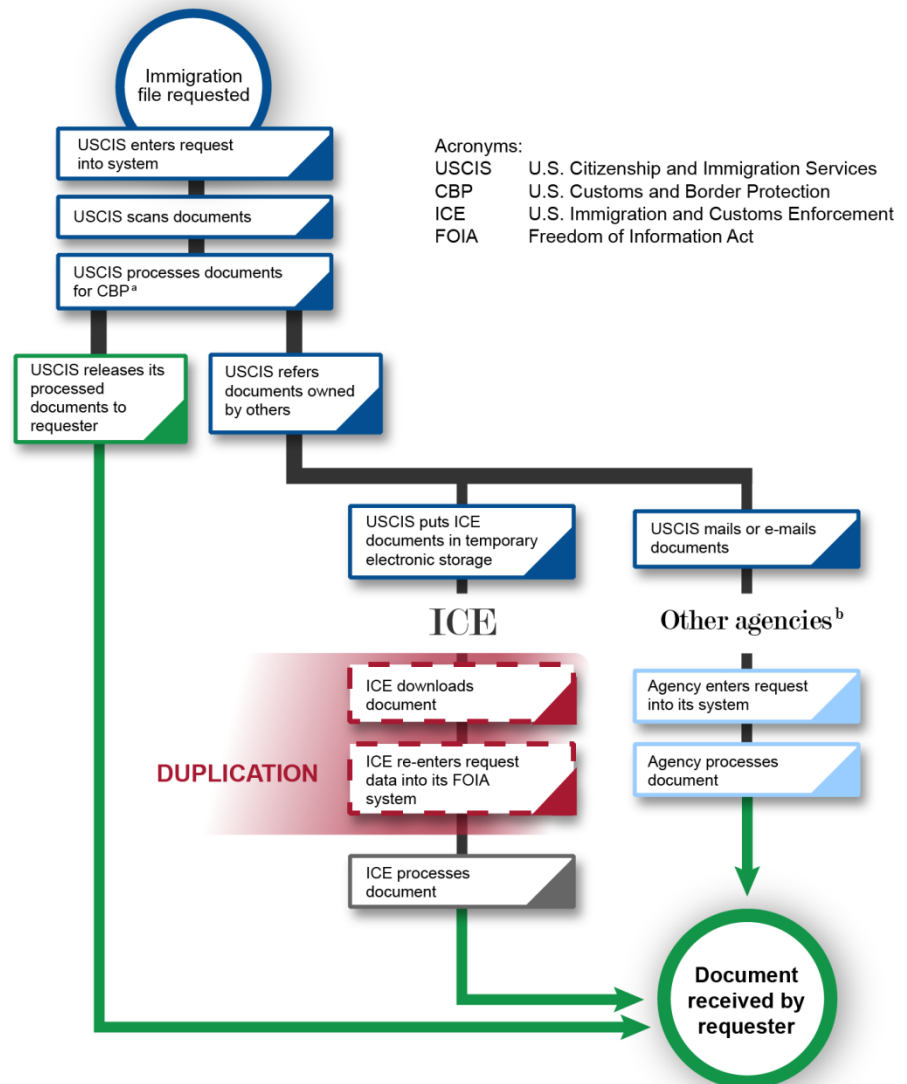 Immigration
file requested
USCIS enters request
into system
USCIS scans documents
USCIS processes documents
for CBPᵃ
Acronyms:
USCIS U.S. Citizenship and Immigration Services
CBP U.S. Customs and Border Protection
ICE U.S. Immigration and Customs Enforcement
FOIA Freedom of Information Act
USCIS releases its
processed
documents to
requester
USCIS refers
documents owned
by others
USCIS puts ICE
documents in temporary
electronic storage
USCIS mails or e-mails
documents
ICE
Other agenciesᵇ
DUPLICATION
ICE downloads
document
ICE re-enters request
data into its FOIA
system
ICE processes
document
Agency enters request
into its system
Agency processes
document
Document
received by
requester